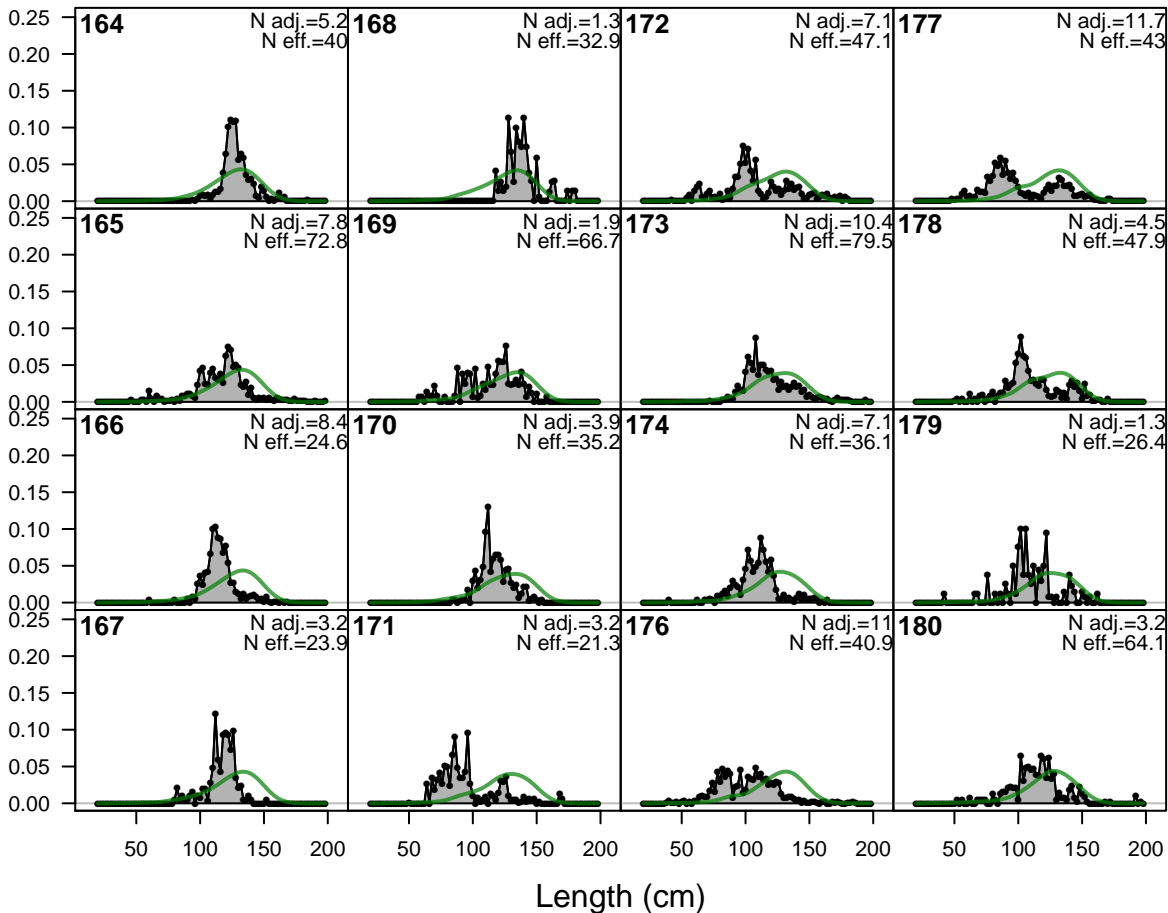 0.25
0.20
0.15
0.10
0.05
0.00
164
N adj.=5.2
N eff.=40
168
N adj.=1.3
N eff.=32.9
172
N adj.=7.1
N eff.=47.1
177
N adj.=11.7
N eff.=43
0.25
0.20
0.15
0.10
0.05
0.00
165
N adj.=7.8
N eff.=72.8
169
N adj.=1.9
N eff.=66.7
173
N adj.=10.4
N eff.=79.5
178
N adj.=4.5
N eff.=47.9
0.25
0.20
0.15
0.10
0.05
0.00
166
N adj.=8.4
N eff.=24.6
170
N adj.=3.9
N eff.=35.2
174
N adj.=7.1
N eff.=36.1
179
N adj.=1.3
N eff.=26.4
0.25
0.20
0.15
0.10
0.05
0.00
167
N adj.=3.2
N eff.=23.9
171
N adj.=3.2
N eff.=21.3
176
N adj.=11
N eff.=40.9
180
N adj.=3.2
N eff.=64.1
50 100 150 200 50 100 150 200 50 100 150 200 50 100 150 200
Length (cm)